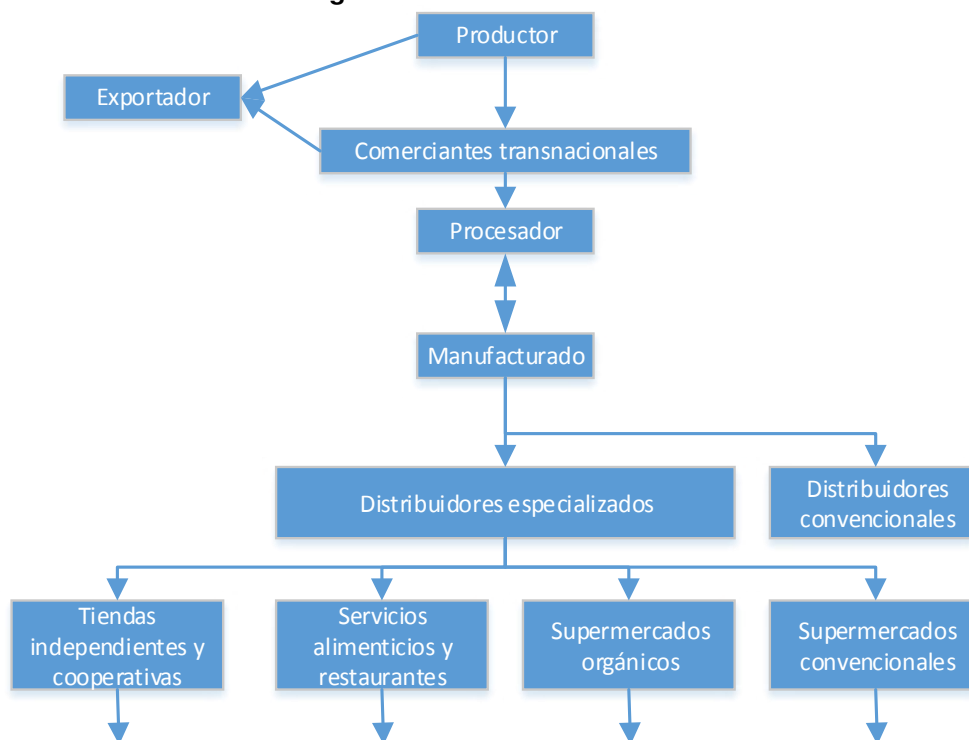 Productor
Exportador
Comerciantes transnacionales
Procesador
Manufacturado
Distribuidores especializados
Distribuidores
convencionales
Tiendas
independientes y
cooperativas
Servicios
alimenticios y
restaurantes
Supermercados
orgánicos
Supermercados
convencionales